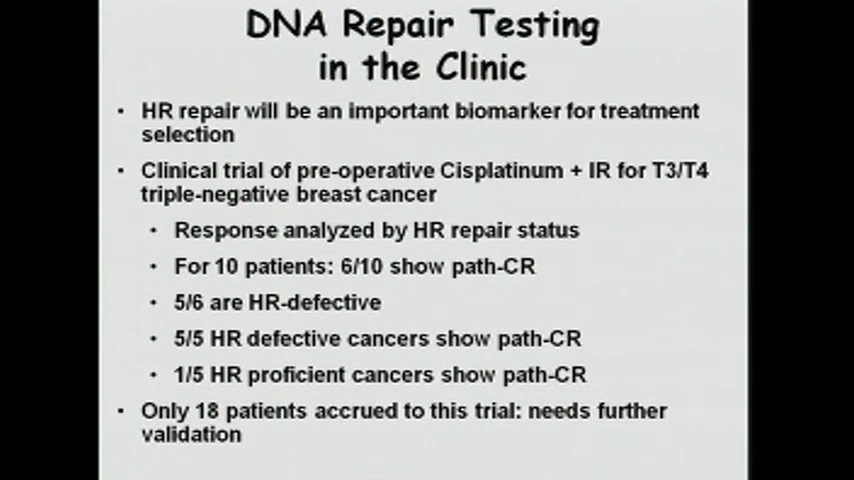 DNA Repair Testing
in the Clinic
• HR repair will be an important biomarker for treatment
selection
• Clinical trial of pre-operative Cisplatinum + IR for T3/T4
triple-negative breast cancer
• Response analyzed by HR repair status
• For 10 patients: 6/10 show path-CR
• 5/6 are HR-defective
• 5/5 HR defective cancers show path-CR
• 1/5 HR proficient cancers show path-CR
• Only 18 patients accrued to this trial: needs further
validation